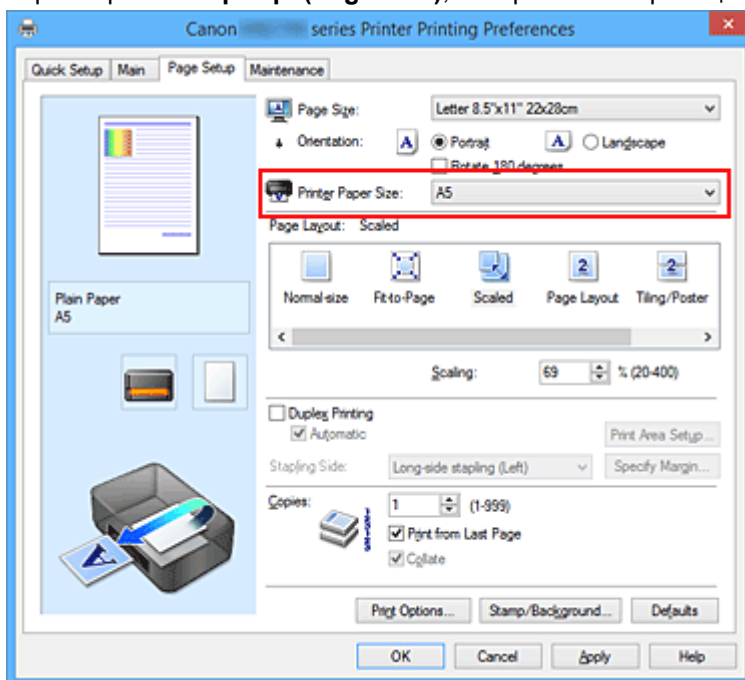 Canon series Printer Printing Preferences
Quick Setup Main Page Setup Maintenance
Page Size: Letter 8.5"x11" 22x28cm
Orientation: A Portrait A Landscape
Rotate 180 degrees
Printer Paper Size: A5
Page Layout: Scaled
2 2
Normal-size Fit-to-Page Scaled Page Layout Tiling/Poster
Plain Paper
A5
Scaling: 69 % (20-400)
Duplex Printing
Automatic
Print Area Setup...
Stapling Side: Long-side stapling (Left) Specify Margin...
Copies: 1 (1-999)
Print from Last Page
Collate
A
Print Options... Stamp/Background... Defaults
OK Cancel Apply Help